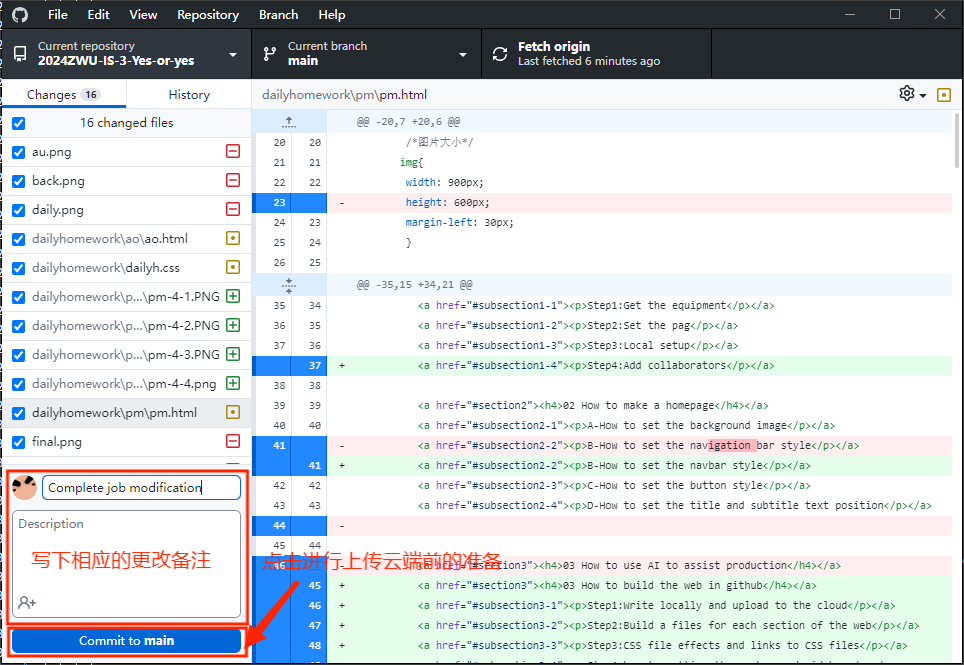 File Edit View Repository Branch Help
Current repository
2024ZWU-IS-3-Yes-or-yes
Current branch
main
Fetch origin
Last fetched 6 minutes ago
Changes 16 History
16 changed files
au.png
back.png
daily.png
dailyhomework\ao\ao.html
dailyhomework\dailyh.css
dailyhomework\p...\pm-4-1.PNG
dailyhomework\p...\pm-4-2.PNG
dailyhomework\p...\pm-4-3.PNG
dailyhomework\p...\pm-4-4.png
dailyhomework\pm\pm.html
final.png
Complete job modification
Description
写下相应的更改备注
Commit to main
点击进行上传云端前的准备
dailyhomework\pm\pm.html
@@ -20,7 +20,6 @@
20 20 /*图片大小*/
21 21 img{
22 22 width: 900px;
23 - height: 600px;
24 23 margin-left: 30px;
25 24 }
26 25
@@ -35,15 +34,21 @@
35 34 <a href="#subsection1-1"><p>Step1:Get the equipment</p></a>
36 35 <a href="#subsection1-2"><p>Step2:Set the pag</p></a>
37 36 <a href="#subsection1-3"><p>Step3:Local setup</p></a>
37 + <a href="#subsection1-4"><p>Step4:Add collaborators</p></a>
38 38
39 39 <a href="#section2"><h4>02 How to make a homepage</h4></a>
40 40 <a href="#subsection2-1"><p>A-How to set the background image</p></a>
41 - <a href="#subsection2-2"><p>B-How to set the navigation bar style</p></a>
41 + <a href="#subsection2-2"><p>B-How to set the navbar style</p></a>
42 42 <a href="#subsection2-3"><p>C-How to set the button style</p></a>
43 43 <a href="#subsection2-4"><p>D-How to set the title and subtitle text position</p></a>
44 -
45 44
46 - <a href="#section3"><h4>03 How to use AI to assist production</h4></a>
45 + <a href="#section3"><h4>03 How to build the web in github</h4></a>
46 + <a href="#subsection3-1"><p>Step1:Write locally and upload to the cloud</p></a>
47 + <a href="#subsection3-2"><p>Step2:Build a files for each section of the web</p></a>
48 + <a href="#subsection3-3"><p>Step3:CSS file effects and links to CSS files</p></a>